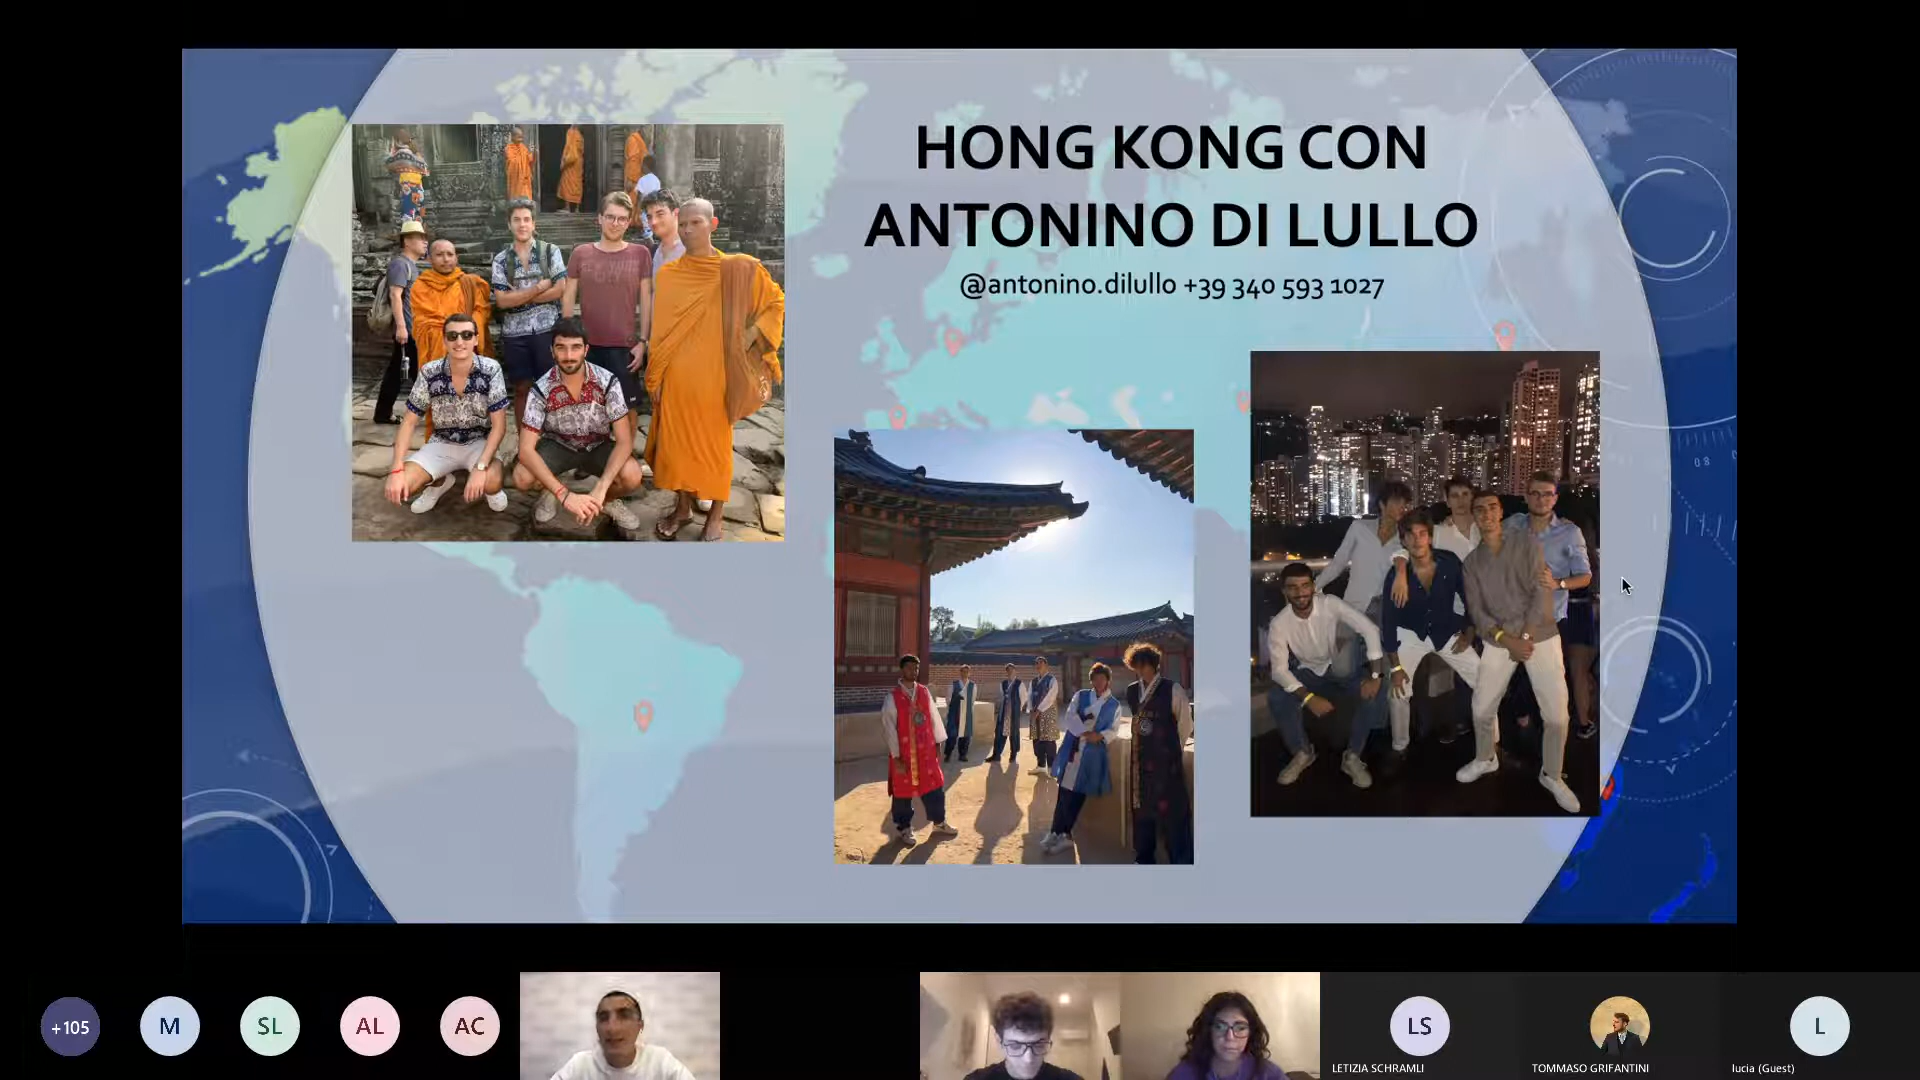 HONG KONG CON
ANTONINO DI LULLO
@antonino.dilullo +39 340 593 1027
08
+105
M
SL
AL
AC
LS
L
LETIZIA SCHRAMLI
TOMMASO GRIFANTINI
lucia (Guest)